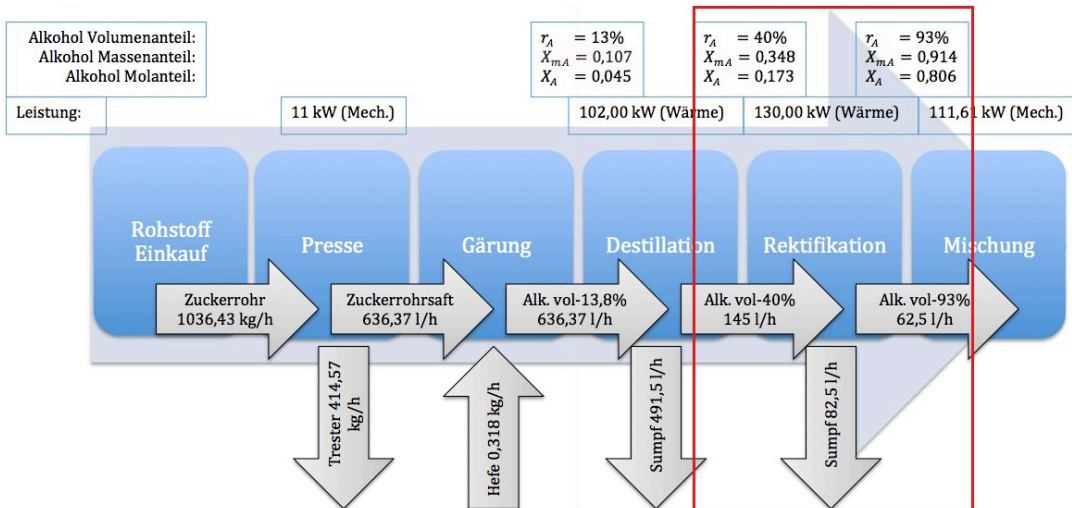 Alkohol Volumenanteil:
Alkohol Massenanteil:
Alkohol Molanteil:
r_A = 13%
X_mA = 0,107
X_A = 0,045
r_A = 40%
X_mA = 0,348
X_A = 0,173
r_A = 93%
X_mA = 0,914
X_A = 0,806
Leistung:
11 kW (Mech.)
102,00 kW (Wärme)
130,00 kW (Wärme)
111,61 kW (Mech.)
Rohstoff
Einkauf
Presse
Gärung
Destillation
Rektifikation
Mischung
Zuckerrohr
1036,43 kg/h
Zuckerrohrsaft
636,37 l/h
Alk. vol-13,8%
636,37 l/h
Alk. vol-40%
145 l/h
Alk. vol-93%
62,5 l/h
Trester 414,57
kg/h
Hefe 0,318 kg/h
Sumpf 491,5 l/h
Sumpf 82,5 l/h